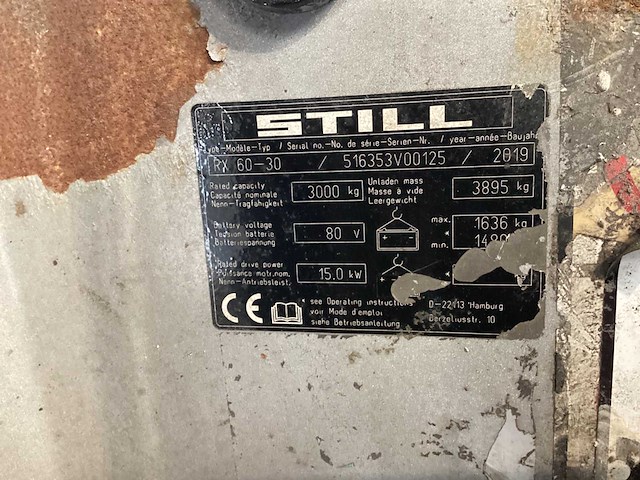 STILL
Type-Modèle-Typ / Serial no.-No. de série-Serien-Nr. / year-année-Baujahr
RX 60-30 / 516353V00125 / 2019
Rated capacity
Capacité nominale
Nenn-Tragfähigkeit
3000 kg
Unladen mass
Masse à vide
Leergewicht
3895 kg
Battery voltage
Tension batterie
Batteriespannung
80 V
max. 1636 kg
min.
Rated drive power
Puissance motr.nom.
Nenn-Antriebsleist.
15.0 kW
CE
see Operating instructions
voir Mode d'emploi
siehe Betriebsanleitung
D-22113 Hamburg
Berzeliusstr. 10